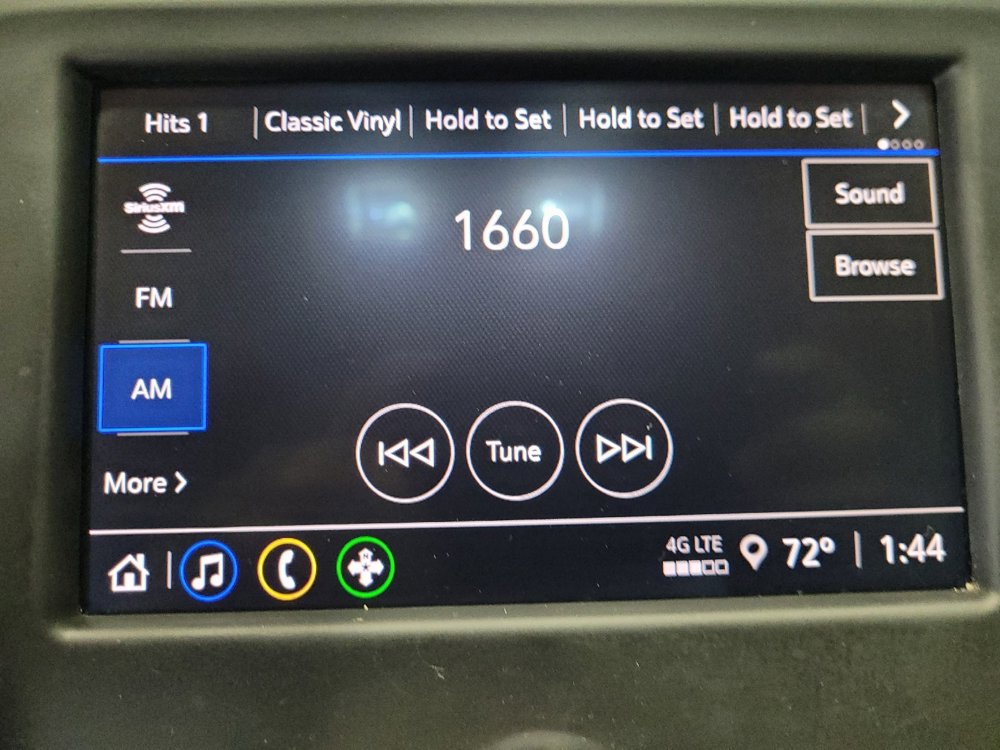 Hits 1 | Classic Vinyl | Hold to Set | Hold to Set | Hold to Set |
SiriusXM
1660
Sound
FM
Browse
AM
Tune
More >
N
4G LTE
72° | 1:44